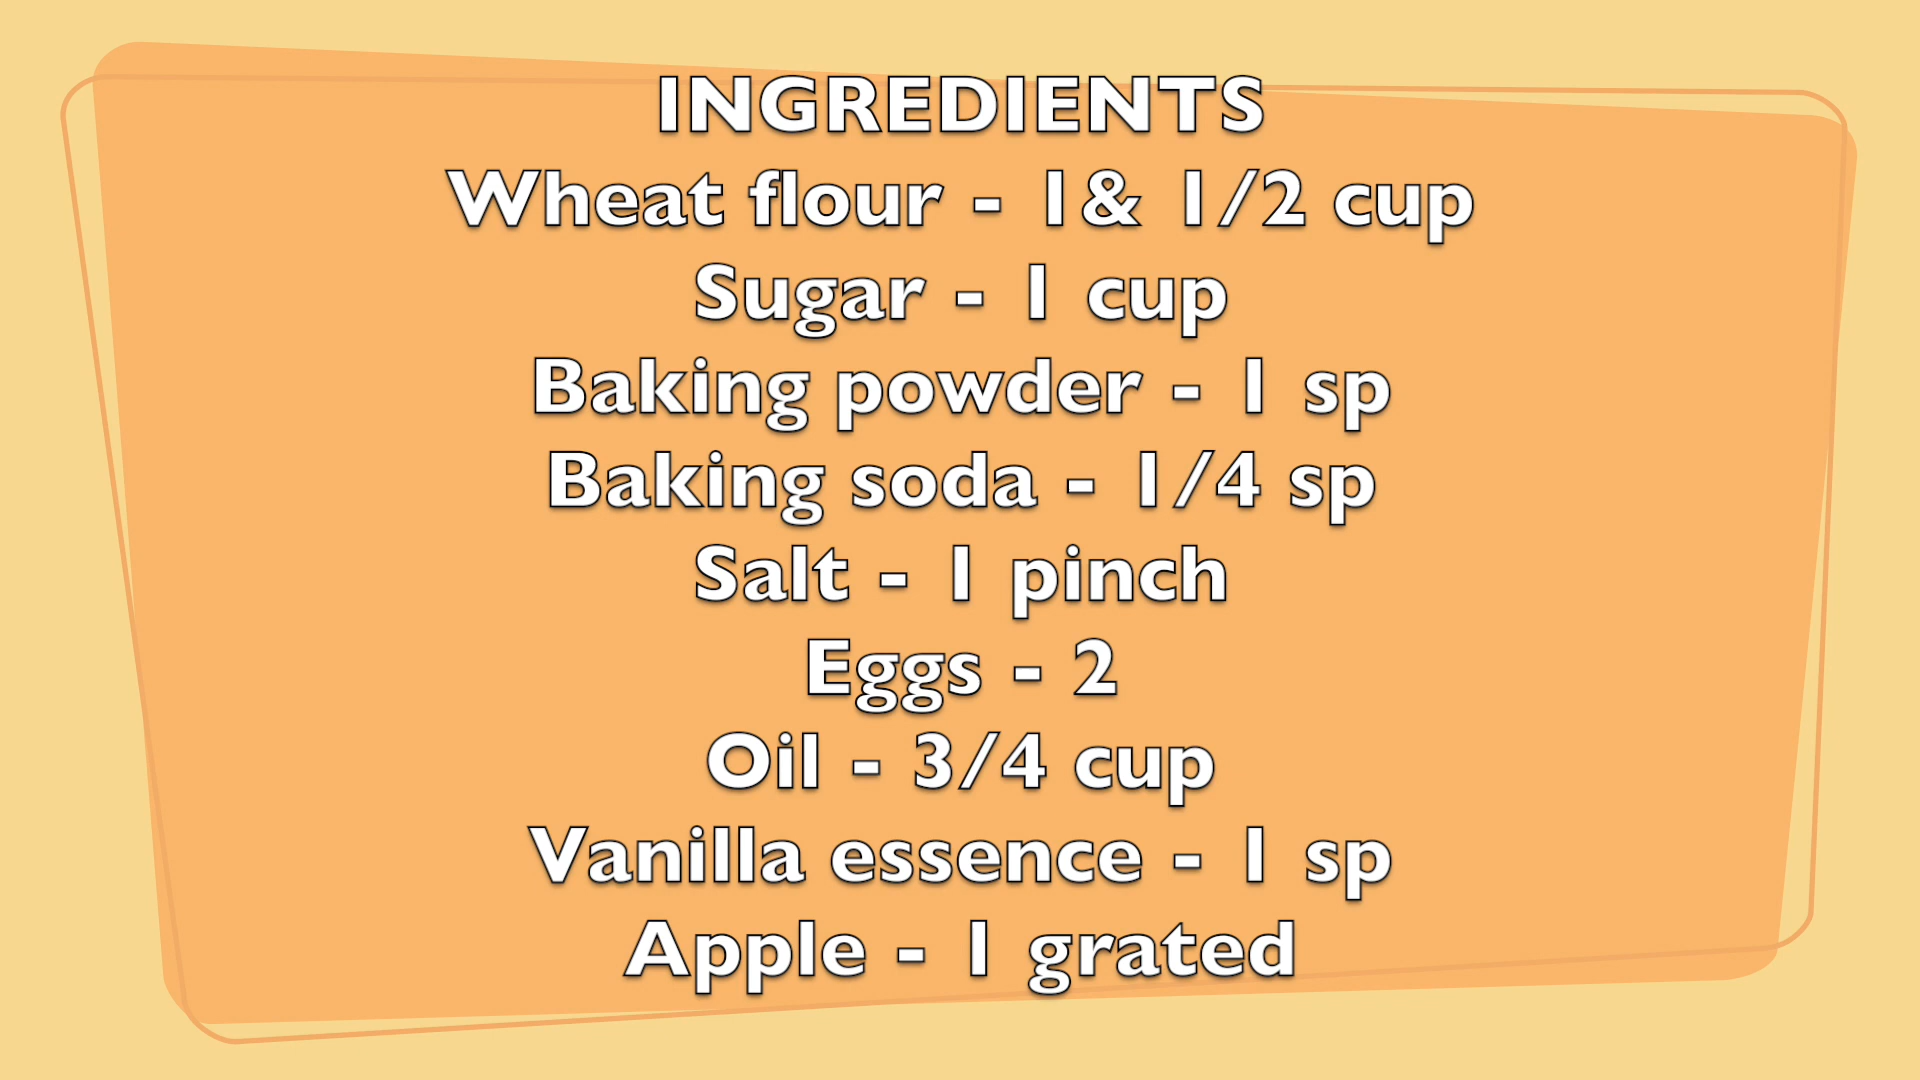 INGREDIENTS
Wheat flour - 1& 1/2 cup
Sugar - 1 cup
Baking powder - 1 sp
Baking soda - 1/4 sp
Salt - 1 pinch
Eggs - 2
Oil - 3/4 cup
Vanilla essence - 1 sp
Apple - 1 grated